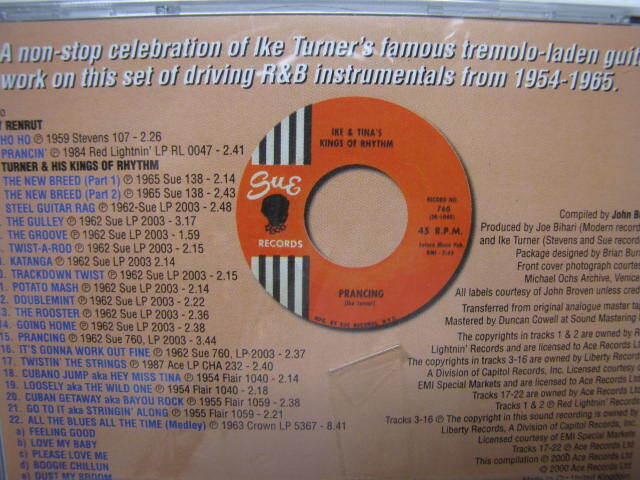 A non-stop celebration of Ike Turner's famous tremolo-laden guit
work on this set of driving R&B instrumentals from 1954-1965.
RENRUT
HO HO ℗ 1959 Stevens 107 - 2.26
PRANCIN' ℗ 1984 Red Lightnin' LP RL 0047 - 2.41
TURNER & HIS KINGS OF RHYTHM
THE NEW BREED (Part 1) ℗ 1965 Sue 138 - 2.14
THE NEW BREED (Part 2) ℗ 1965 Sue 138 - 2,43
STEEL GUITAR RAG ℗ 1962-Sue LP 2003 - 2.48
THE GULLEY ℗ 1962 Sue LP 2003 - 3.17
THE GROOVE ℗ 1962 Sue LP 2003 - 1.59
TWIST-A-ROO ℗ 1962 Sue LP 2003 - 2.15
KATANGA ℗ 1962 Sue LP 2003 2.14
0. TRACKDOWN TWIST ℗ 1962 Sue LP 2003 - 2.15
1. POTATO MASH ℗ 1962 Sue LP 2003 - 2.14
2. DOUBLEMINT ℗ 1962 Sue LP 2003 - 2.22
3. THE ROOSTER ℗ 1962 Sue LP 2003 - 2.36
14. GOING HOME ℗ 1962 Sue LP 2003 - 2.38
15. PRANCING ℗ 1962 Sue 760, LP 2003 - 3.44
16. IT'S GONNA WORK OUT FINE ℗ 1962 Sue 760, LP-2003 - 2.37
17. TWISTIN' THE STRINGS ℗ 1987 Ace LP CHA 232 - 2.40
18. CUBANO JUMP aka HEY MISS TINA ℗ 1954 Flair 1040 - 2.14
19. LOOSELY aka THE WILD ONE ℗ 1954 Flair 1040 - 2.18
20. CUBAN GETAWAY aka BAYOU ROCK ℗ 1955 Flair 1059 - 2.38
21. GO TO IT aka STRINGIN' ALONG ℗ 1955 Flair 1059 - 2.21
22. ALL THE BLUES ALL THE TIME (Medley) ℗ 1963 Crown LP 5367 - 8.41
a) FEELING GOOD
b) LOVE MY BABY
c) PLEASE LOVE ME
d) BOOGIE CHILLUN
e) DUST MY BROOM
IKE & TINA'S
KINGS OF RHYTHM
Sue
RECORDS
RECORD NO.
760
45 R.P.M.
PRANCING
(Ike Turner)
MFG. BY SUE RECORDS, N.Y.C.
Compiled by John B
Produced by Joe Bihari (Modern record
and Ike Turner (Stevens and Sue record
Package designed by Brian Bur
Front cover photograph courtes
Michael Ochs Archive, Venice
All labels courtesy of John Broven unless cred
Transferred from original analogue master ta
Mastered by Duncan Cowell at Sound Mastering
The copyrights in tracks 1 & 2 are owned by
Lightnin' Records and are licensed to Ace Records L
The copyrights in tracks 3-16 are owned by Liberty Record
A Division of Capitol Records, Inc. Licensed courtesy of
EMI Special Markets and are licensed to Ace Records L
Tracks 17-22 are owned by Ace Records Ltd
Tracks 1 & 2 ℗ Red Lightnin' Records.
Tracks 3-16 ℗ The copyright in this sound recording is owned b
Liberty Records, A Division of Capitol Records, Inc.
Licensed courtesy of EMI Special Markets
Tracks 17-22 ℗ Ace Records Ltd.
This compilation ℗ 2000 Ace Records Ltd
© 2000 Ace Records Ltd.